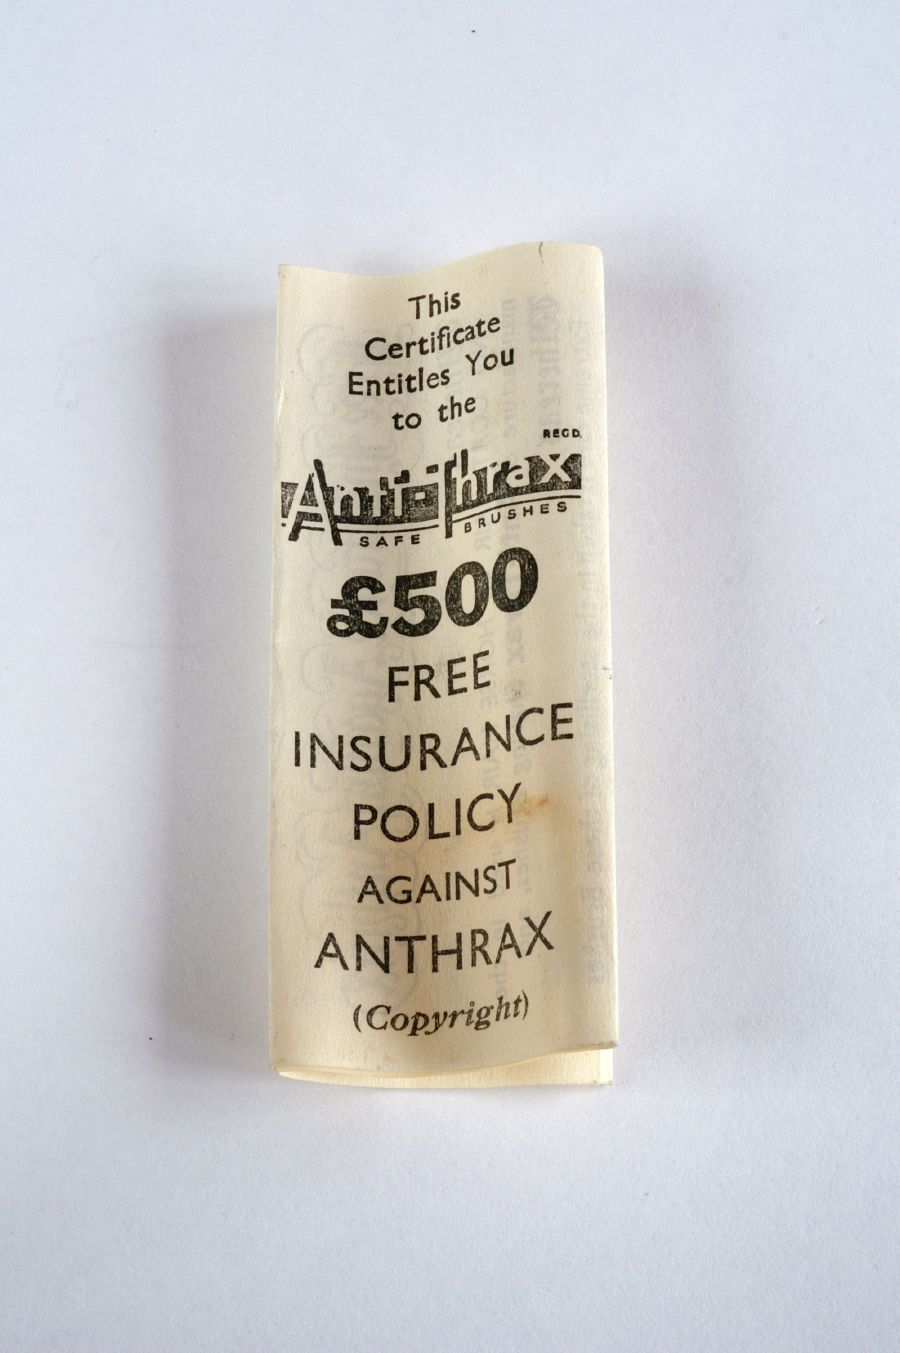 This
Certificate
Entitles You
to the
REGD.
Anti-Thrax
SAFE BRUSHES
£500
FREE
INSURANCE
POLICY
AGAINST
ANTHRAX
(Copyright)